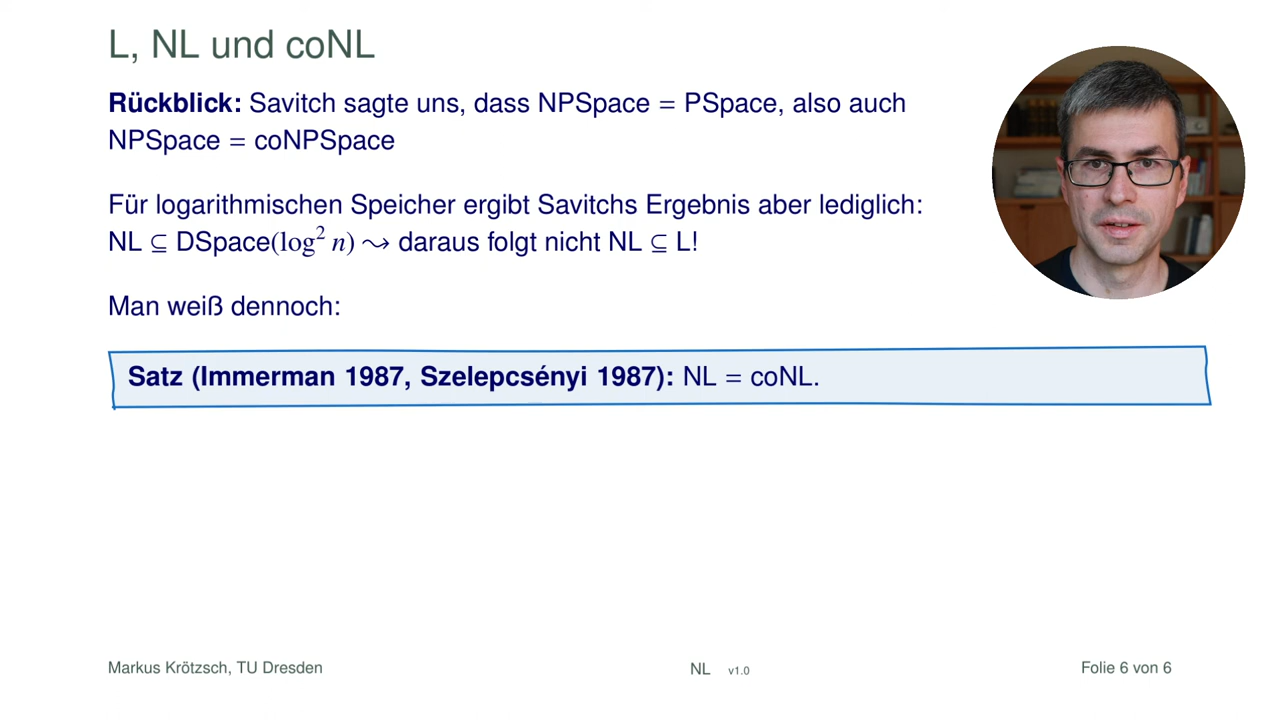 L, NL und coNL
Rückblick: Savitch sagte uns, dass NPSpace = PSpace, also auch
NPSpace = coNPSpace
Für logarithmischen Speicher ergibt Savitchs Ergebnis aber lediglich:
NL ⊆ DSpace(log² n) ⇝ daraus folgt nicht NL ⊆ L!
Man weiß dennoch:
Satz (Immerman 1987, Szelepcsényi 1987): NL = coNL.
Markus Krötzsch, TU Dresden NL v1.0 Folie 6 von 6